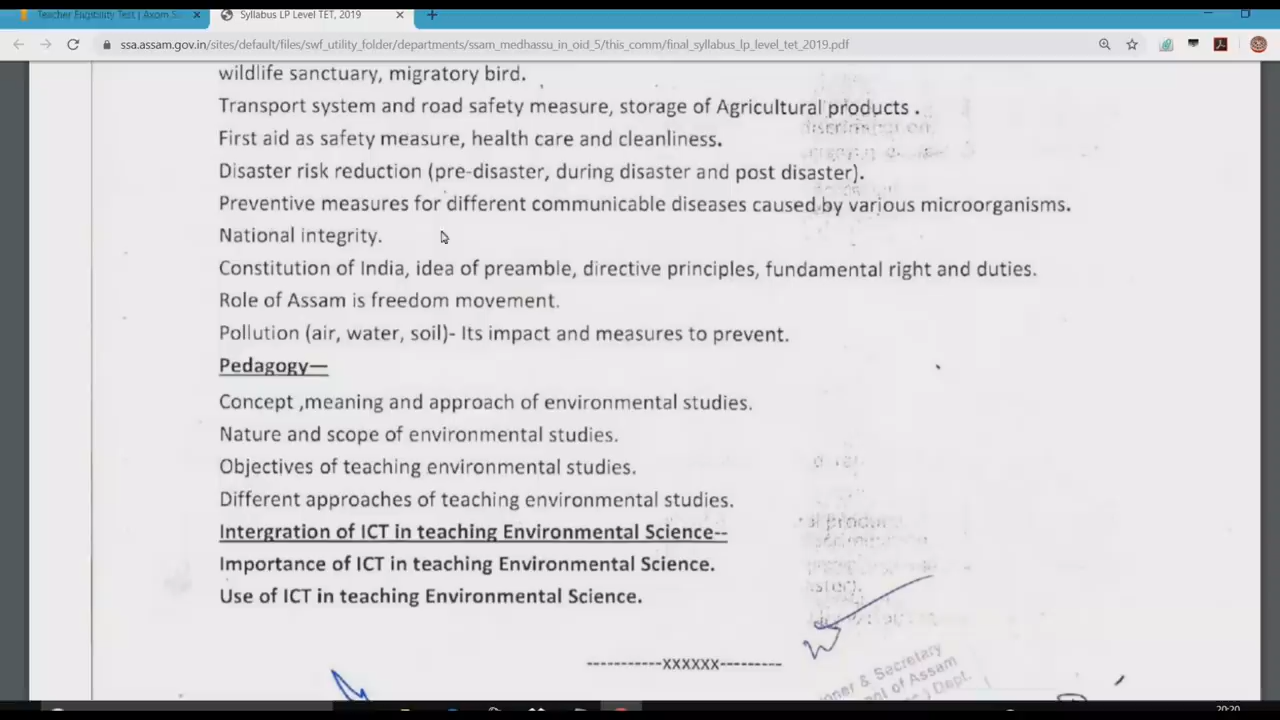 Teacher Eligibility Test | Axom S
Syllabus LP Level TET, 2019
ssa.assam.gov.in/sites/default/files/swf_utility_folder/departments/ssam_medhassu_in_oid_5/this_comm/final_syllabus_lp_level_tet_2019.pdf
wildlife sanctuary, migratory bird.
Transport system and road safety measure, storage of Agricultural products .
First aid as safety measure, health care and cleanliness.
Disaster risk reduction (pre-disaster, during disaster and post disaster).
Preventive measures for different communicable diseases caused by various microorganisms.
National integrity.
Constitution of India, idea of preamble, directive principles, fundamental right and duties.
Role of Assam is freedom movement.
Pollution (air, water, soil)- Its impact and measures to prevent.
Pedagogy—
Concept ,meaning and approach of environmental studies.
Nature and scope of environmental studies.
Objectives of teaching environmental studies.
Different approaches of teaching environmental studies.
Intergration of ICT in teaching Environmental Science--
Importance of ICT in teaching Environmental Science.
Use of ICT in teaching Environmental Science.
----------xxxxxx---------
oner & Secretary
of Assam
Dept.
20:20